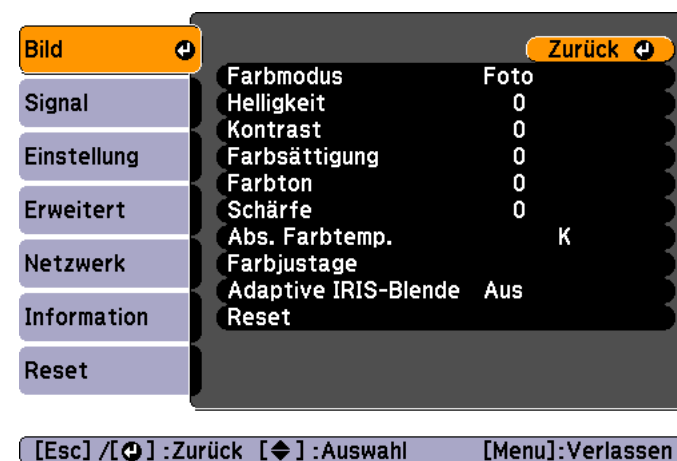 Bild
Signal
Einstellung
Erweitert
Netzwerk
Information
Reset
Zurück
Farbmodus Foto
Helligkeit 0
Kontrast 0
Farbsättigung 0
Farbton 0
Schärfe 0
Abs. Farbtemp. K
Farbjustage
Adaptive IRIS-Blende Aus
Reset
[Esc] /[ ] :Zurück [ ] :Auswahl [Menu]:Verlassen